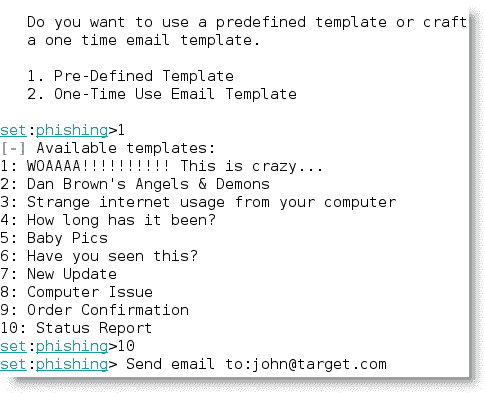 Do you want to use a predefined template or craft
a one time email template.
1. Pre-Defined Template
2. One-Time Use Email Template
set:phishing>1
[-] Available templates:
1: WOAAAA!!!!!!!!!! This is crazy...
2: Dan Brown's Angels & Demons
3: Strange internet usage from your computer
4: How long has it been?
5: Baby Pics
6: Have you seen this?
7: New Update
8: Computer Issue
9: Order Confirmation
10: Status Report
set:phishing>10
set:phishing> Send email to:john@target.com